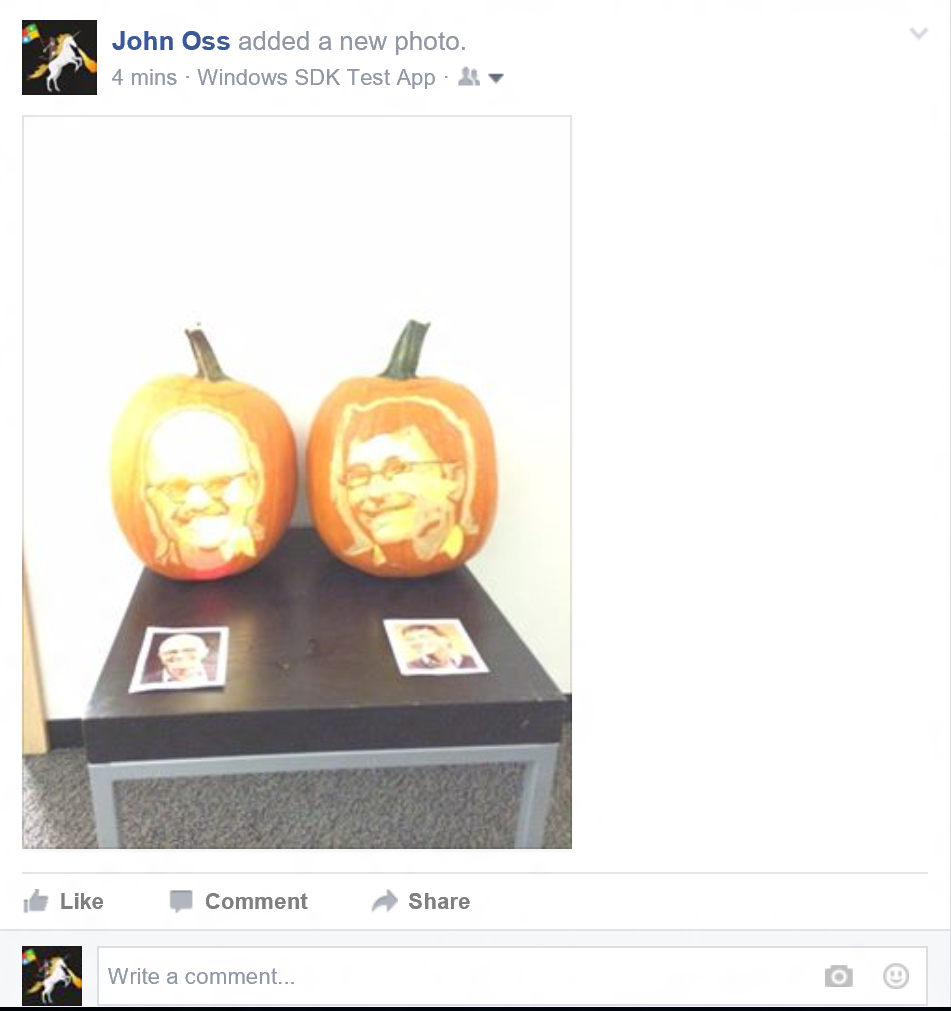 John Oss added a new photo.
4 mins · Windows SDK Test App ·
Like Comment Share
Write a comment...